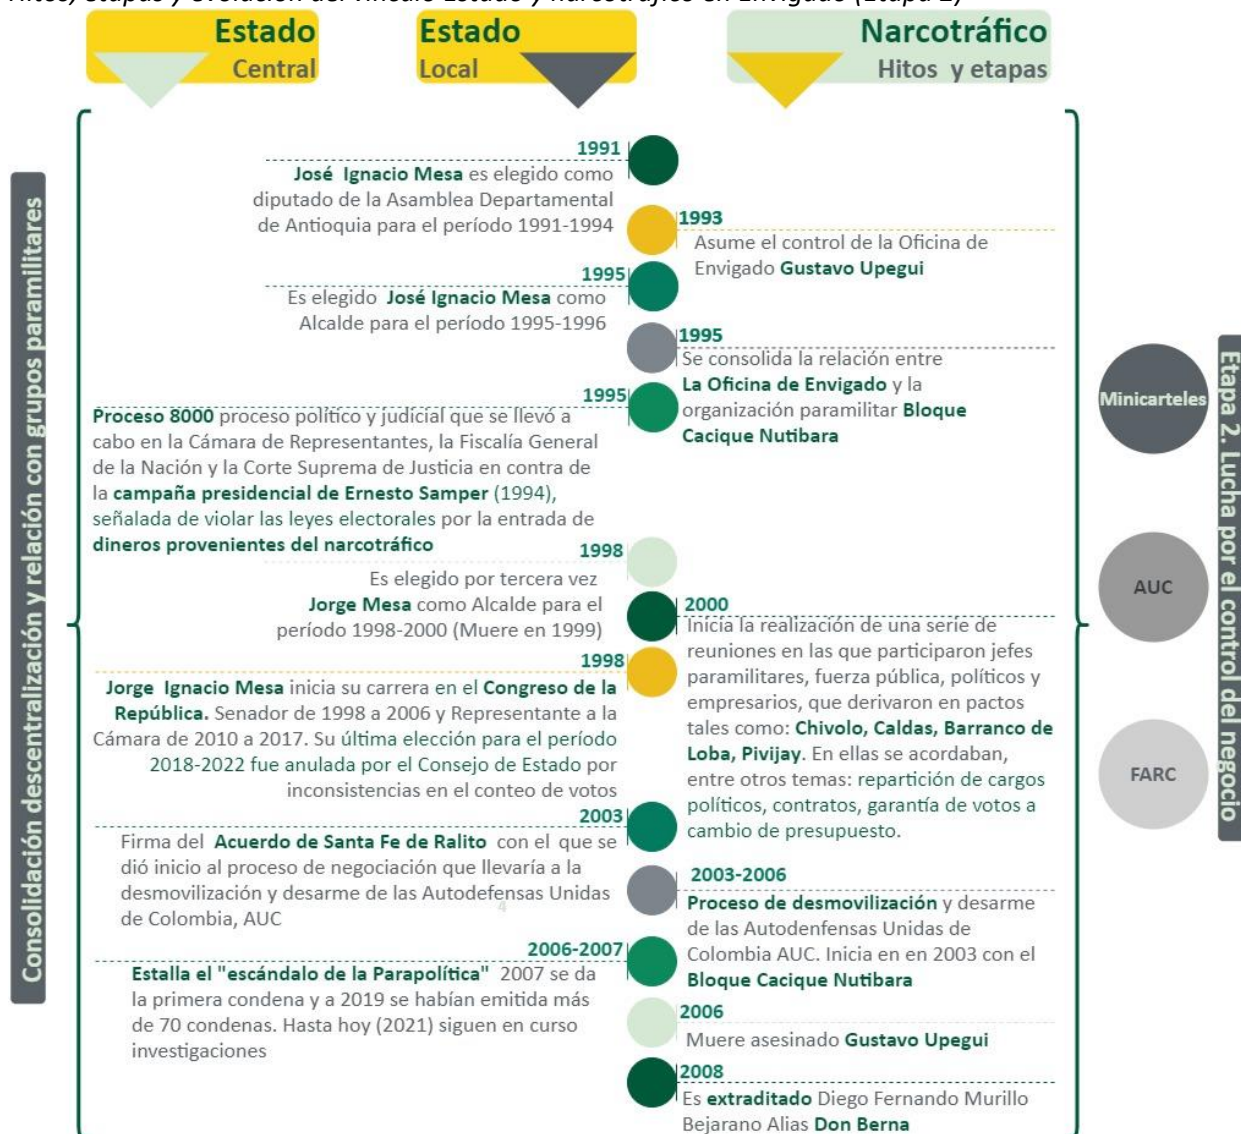 Hitos, etapas y evolución del vínculo Estado y narcotráfico en Envigado (Etapa 2)
Estado
Central
Estado
Local
Narcotráfico
Hitos y etapas
Consolidación descentralización y relación con grupos paramilitares
1991
José Ignacio Mesa es elegido como
diputado de la Asamblea Departamental
de Antioquia para el período 1991-1994
1993
Asume el control de la Oficina de
Envigado Gustavo Upegui
1995
Es elegido José Ignacio Mesa como
Alcalde para el período 1995-1996
1995
Se consolida la relación entre
La Oficina de Envigado y la
organización paramilitar Bloque
Cacique Nutibara
1995
Proceso 8000 proceso político y judicial que se llevó a
cabo en la Cámara de Representantes, la Fiscalía General
de la Nación y la Corte Suprema de Justicia en contra de
la campaña presidencial de Ernesto Samper (1994),
señalada de violar las leyes electorales por la entrada de
dineros provenientes del narcotráfico
1998
Es elegido por tercera vez
Jorge Mesa como Alcalde para el
período 1998-2000 (Muere en 1999)
2000
Inicia la realización de una serie de
reuniones en las que participaron jefes
paramilitares, fuerza pública, políticos y
empresarios, que derivaron en pactos
tales como: Chivolo, Caldas, Barranco de
Loba, Pivijay. En ellas se acordaban,
entre otros temas: repartición de cargos
políticos, contratos, garantía de votos a
cambio de presupuesto.
1998
Jorge Ignacio Mesa inicia su carrera en el Congreso de la
República. Senador de 1998 a 2006 y Representante a la
Cámara de 2010 a 2017. Su última elección para el período
2018-2022 fue anulada por el Consejo de Estado por
inconsistencias en el conteo de votos
2003
Firma del Acuerdo de Santa Fe de Ralito con el que se
dió inicio al proceso de negociación que llevaría a la
desmovilización y desarme de las Autodefensas Unidas
de Colombia, AUC
4
2003-2006
Proceso de desmovilización y desarme
de las Autodenfensas Unidas de
Colombia AUC. Inicia en en 2003 con el
Bloque Cacique Nutibara
2006-2007
Estalla el "escándalo de la Parapolítica" 2007 se da
la primera condena y a 2019 se habían emitida más
de 70 condenas. Hasta hoy (2021) siguen en curso
investigaciones
2006
Muere asesinado Gustavo Upegui
2008
Es extraditado Diego Fernando Murillo
Bejarano Alias Don Berna
Minicarteles
AUC
FARC
Etapa 2. Lucha por el control del negocio